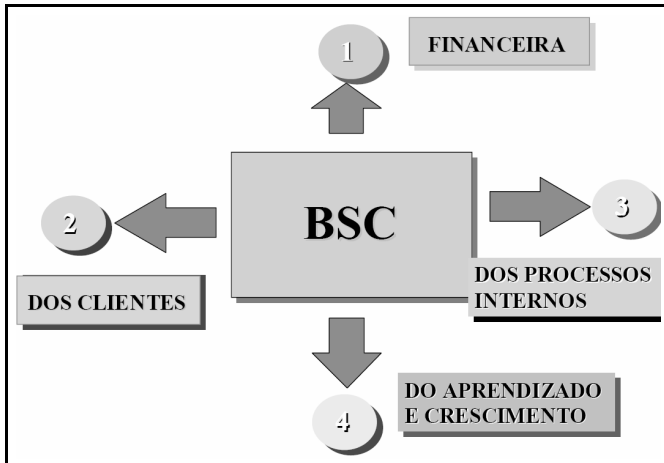 1
FINANCEIRA
BSC
2
DOS CLIENTES
3
DOS PROCESSOS
INTERNOS
4
DO APRENDIZADO
E CRESCIMENTO